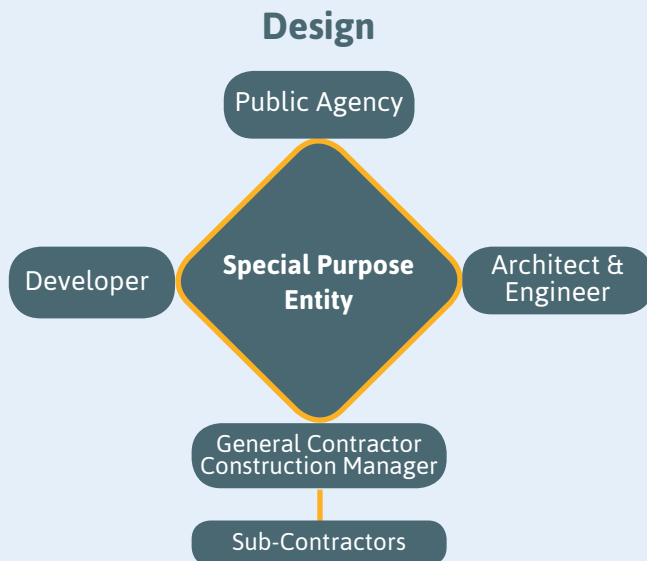 Design
Public Agency
Developer
Special Purpose
Entity
Architect &
Engineer
General Contractor
Construction Manager
Sub-Contractors